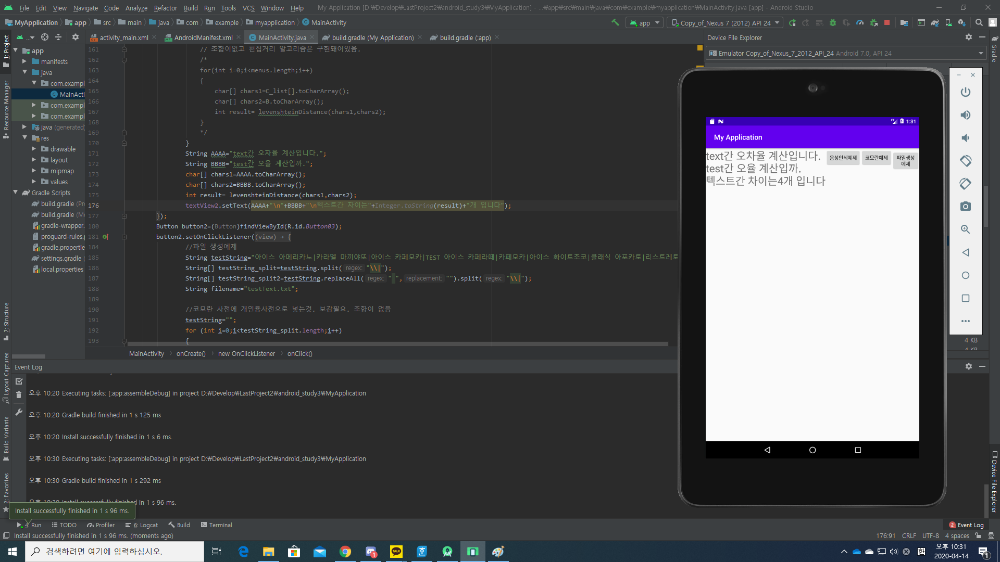 File Edit View Navigate Code Analyze Refactor Build Run Tools VCS Window Help My Application [D:₩Develop₩LastProject2₩android_study3₩MyApplication] - ...₩app₩src₩main₩java₩com₩example₩myapplication₩MainActivity.java [app] - Android Studio
MyApplication app src main java com example myapplication MainActivity app Copy_of_Nexus 7 (2012) API 24
activity_main.xml AndroidManifest.xml MainActivity.java build.gradle (My Application) build.gradle (:app) Device File Explorer
Emulator Copy_of_Nexus_7_2012_API_24 Android 7.0, API 24
1: Project
Resource Manager
7: Structure
Layout Captures
Build Variants
2: Favorites
Gradle
Device File Explorer
app
manifests
java
com.exampl
MainActi
com.exampl
com.exampl
java (generated)
res
drawable
layout
mipmap
values
Gradle Scripts
build.gradle (Pr
build.gradle (M
gradle-wrapper.
proguard-rules.p
gradle.propertie
settings.gradle
local.properties
161 // 조합이없고 편집거리 알고리즘은 구현돼어있음.
162 /*
163 for(int i=0;i<menus.length;i++)
164 {
165 char[] chars1=C_list[].toCharArray();
166 char[] chars2=B.toCharArray();
167 int result= levenshteinDistance(chars1,chars2);
168 }
169 */
170 }
171 String AAAA="text간 오차율 계산입니다.";
172 String BBBB="test간 오율 계산입까.";
173 char[] chars1=AAAA.toCharArray();
174 char[] chars2=BBBB.toCharArray();
175 int result= levenshteinDistance(chars1,chars2);
176 textView2.setText(AAAA+"\n"+BBBB+"\n텍스트간 차이는"+Integer.toString(result)+"개 입니다");
177 });
180 Button button2=(Button)findViewById(R.id.Button03);
181 button2.setOnClickListener((view) → {
184 //파일 생성예제
185 String testString="아이스 아메리카노|카라멜 마끼야또|아이스 카페모카|TEST 아이스 카페라떼|카페모카|아이스 화이트초코|클래식 아포카토|리스트레토
186 String[] testString_split=testString.split( regex: "\\|");
187 String[] testString_split2=testString.replaceAll( regex: " ", replacement: "").split( regex: "\\|");
188 String filename="testText.txt";
189
190 //코모란 사전에 개인용사전으로 넣는것. 보강필요. 조합이 없음
191 testString="";
192 for (int i=0;i<testString_split.length;i++)
193 {
MainActivity onCreate() new OnClickListener onClick()
1:31
My Application
text간 오차율 계산입니다.
test간 오율 계산입까.
텍스트간 차이는4개 입니다
음성인식예제 코모란예제 파일생성
예제
4 KB
4 KB
Event Log
오후 10:20 Executing tasks: [:app:assembleDebug] in project D:₩Develop₩LastProject2₩android_study3₩MyApplication
오후 10:20 Gradle build finished in 1 s 125 ms
오후 10:20 Install successfully finished in 1 s 6 ms.
오후 10:30 Executing tasks: [:app:assembleDebug] in project D:₩Develop₩LastProject2₩android_study3₩MyApplication
오후 10:30 Gradle build finished in 1 s 292 ms
오후 10:30 Install successfully finished in 1 s 96 ms.
Install successfully finished in 1 s 96 ms.
4: Run TODO Profiler 6: Logcat Build Terminal 2 Event Log
Install successfully finished in 1 s 96 ms. (moments ago) 176:91 CRLF UTF-8 4 spaces
검색하려면 여기에 입력하십시오. TALK 1 한 오후 10:31
2020-04-14 1